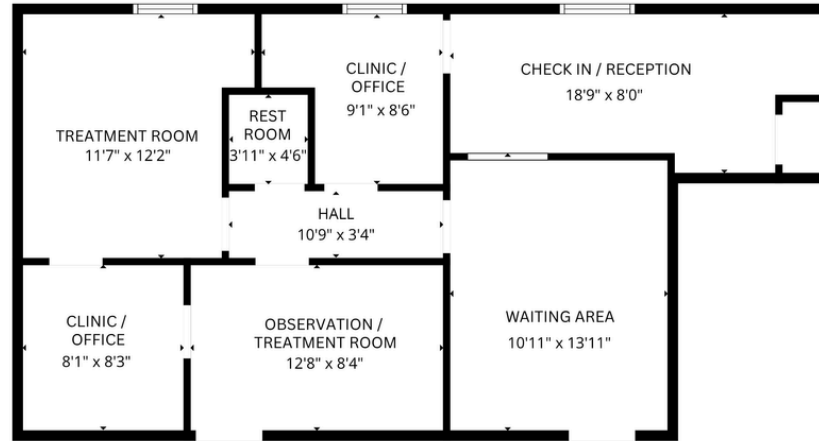 CLINIC /
OFFICE
9'1" x 8'6"
CHECK IN / RECEPTION
18'9" x 8'0"
REST
ROOM
3'11" x 4'6"
TREATMENT ROOM
11'7" x 12'2"
HALL
10'9" x 3'4"
CLINIC /
OFFICE
8'1" x 8'3"
OBSERVATION /
TREATMENT ROOM
12'8" x 8'4"
WAITING AREA
10'11" x 13'11"